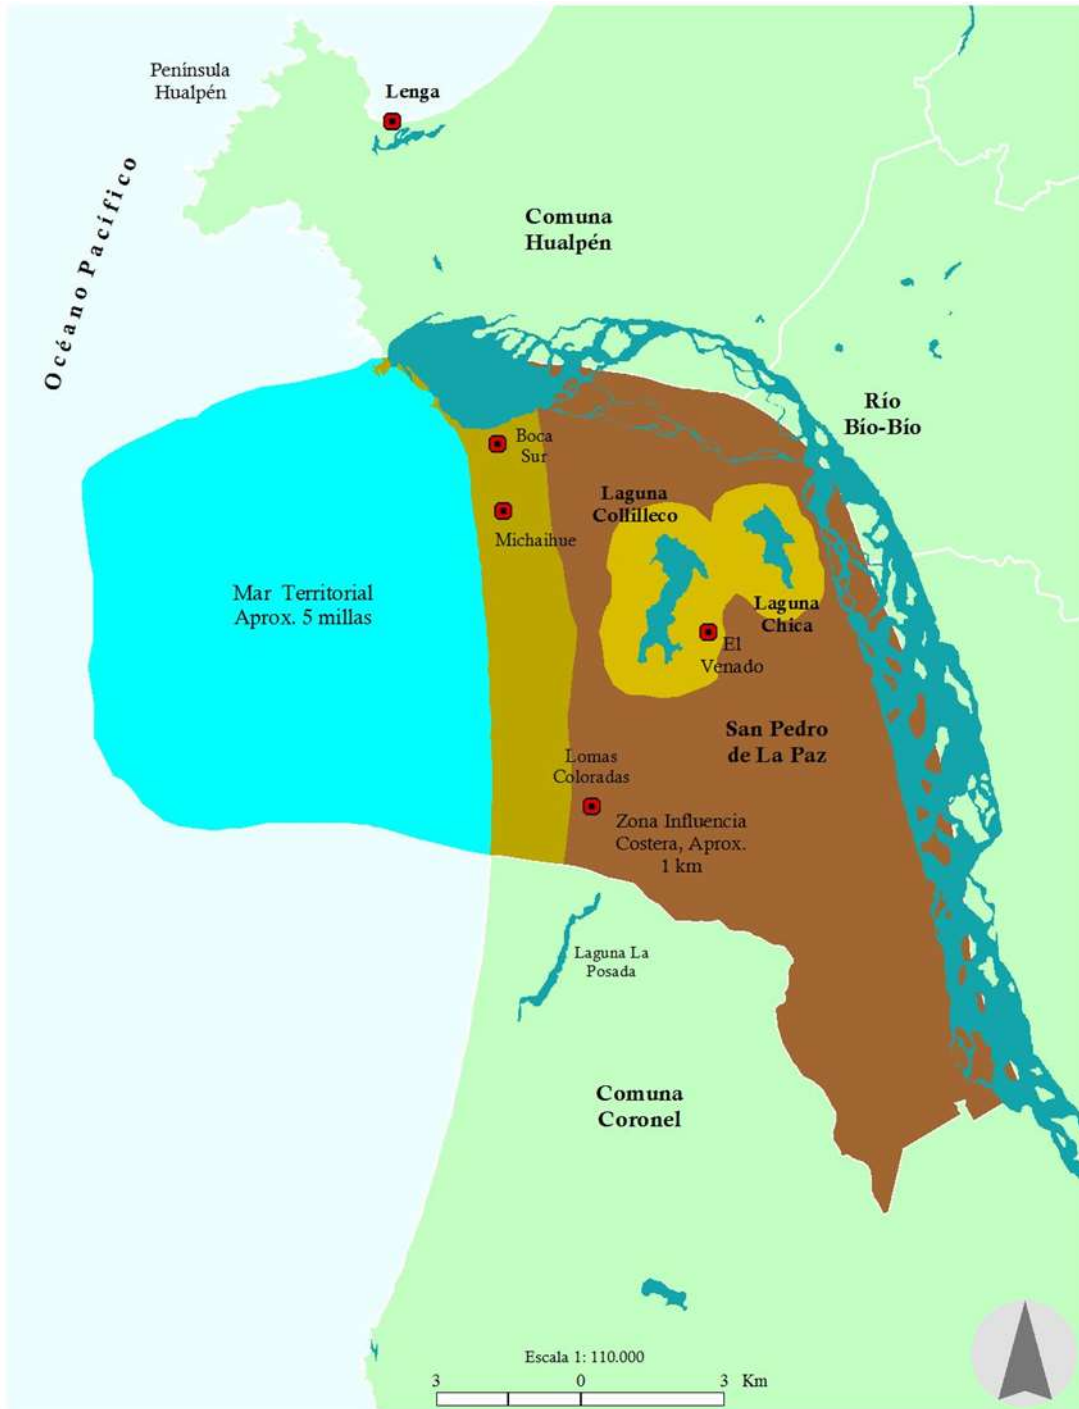 Península
Hualpén
Lenga
Océano Pacífico
Comuna
Hualpén
Río
Bío-Bío
Boca
Sur
Laguna
Collilleco
Michaihue
Mar Territorial
Aprox. 5 millas
Laguna
Chica
El
Venado
San Pedro
de La Paz
Lomas
Coloradas
Zona Influencia
Costera, Aprox.
1 km
Laguna La
Posada
Comuna
Coronel
Escala 1: 110.000
3 0 3 Km